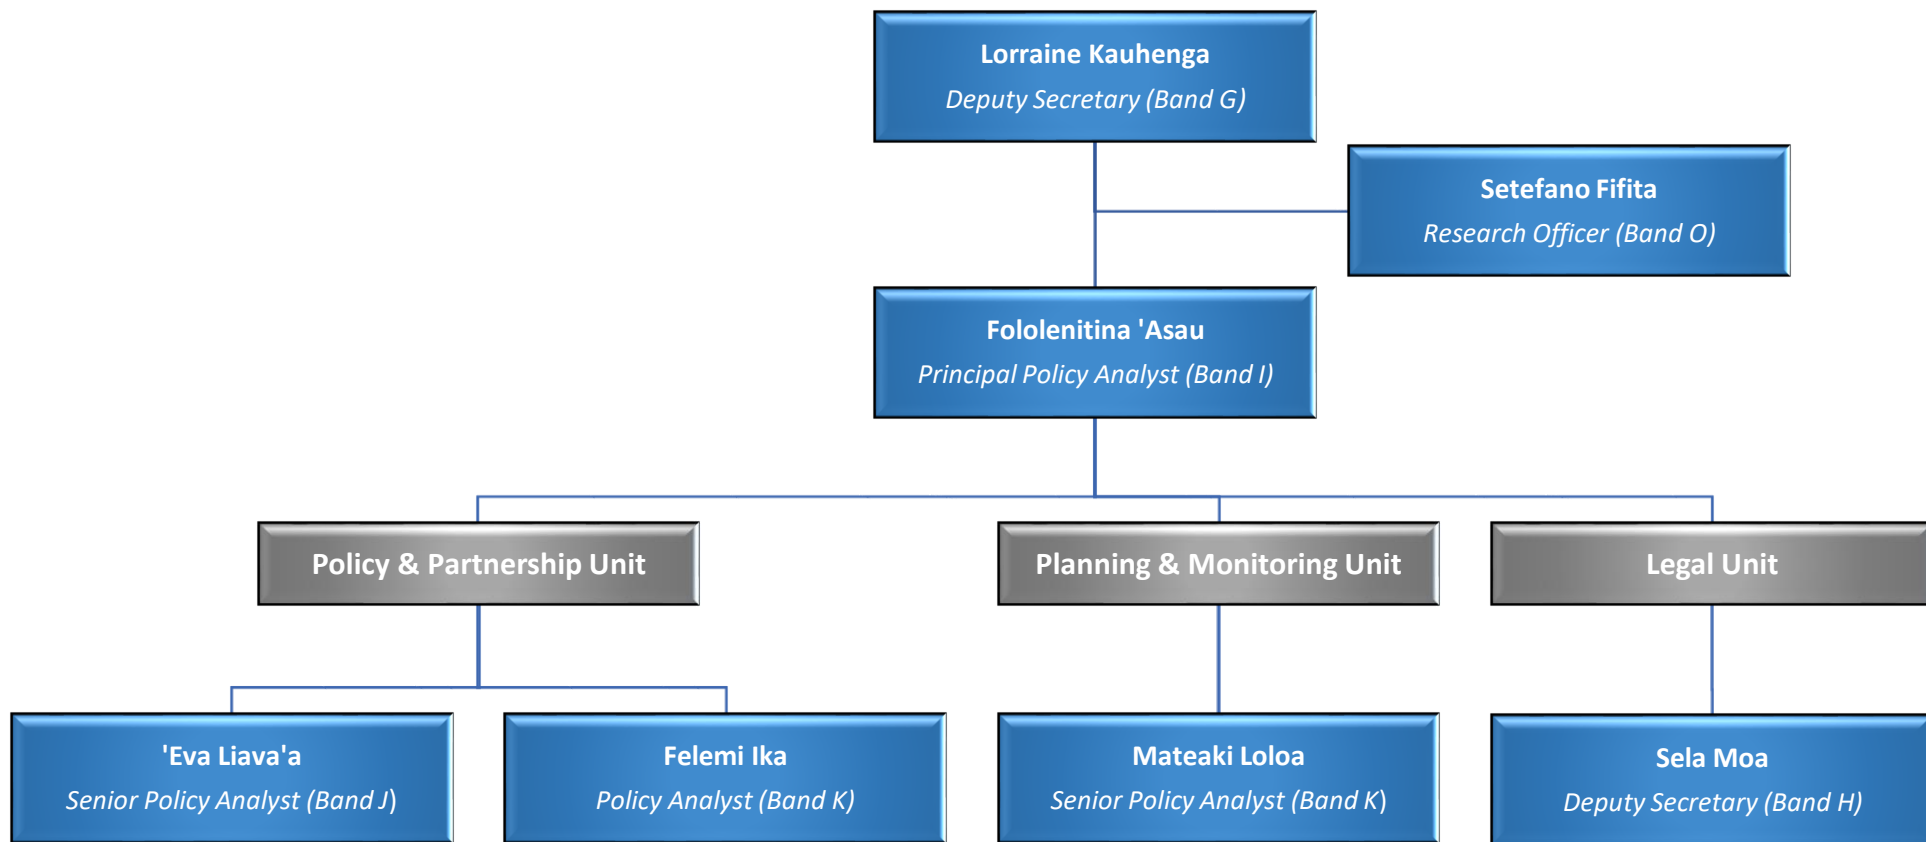 Lorraine Kauhenga
Deputy Secretary (Band G)
Setefano Fifita
Research Officer (Band O)
Fololenitina 'Asau
Principal Policy Analyst (Band I)
Policy & Partnership Unit
Planning & Monitoring Unit
Legal Unit
'Eva Liava'a
Senior Policy Analyst (Band J)
Felemi Ika
Policy Analyst (Band K)
Mateaki Loloa
Senior Policy Analyst (Band K)
Sela Moa
Deputy Secretary (Band H)